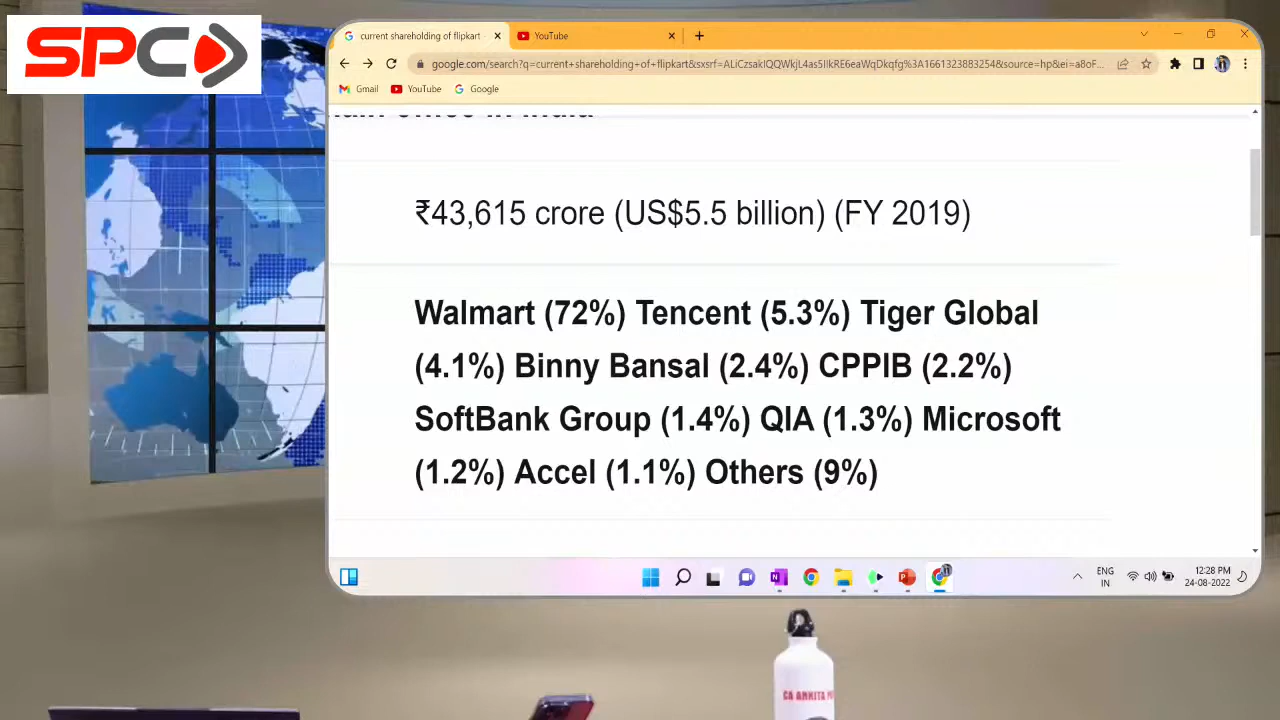 SPC
current shareholding of flipkart
YouTube
google.com/search?q=current+shareholding+of+flipkart&sxsrf=ALiCzsakIQQWkjL4as5IIkRE6eaWqDkqfg%3A1661323883254&source=hp&ei=a8oF...
Gmail YouTube Google
₹43,615 crore (US$5.5 billion) (FY 2019)
Walmart (72%) Tencent (5.3%) Tiger Global
(4.1%) Binny Bansal (2.4%) CPPIB (2.2%)
SoftBank Group (1.4%) QIA (1.3%) Microsoft
(1.2%) Accel (1.1%) Others (9%)
ENG
IN
12:28 PM
24-08-2022
CA ANKITA